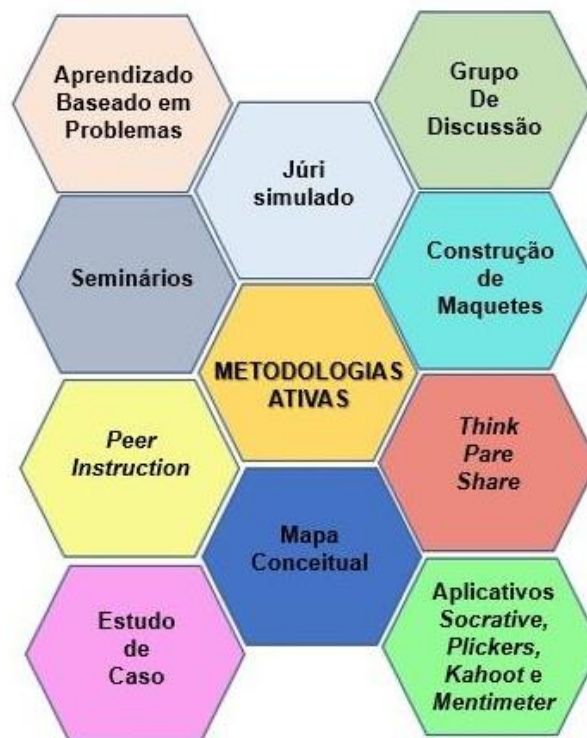 Aprendizado
Baseado em
Problemas
Grupo
De
Discussão
Júri
simulado
Seminários
Construção
de
Maquetes
METODOLOGIAS
ATIVAS
Peer
Instruction
Think
Pare
Share
Mapa
Conceitual
Estudo
de
Caso
Aplicativos
Socrative,
Plickers,
Kahoot e
Mentimeter